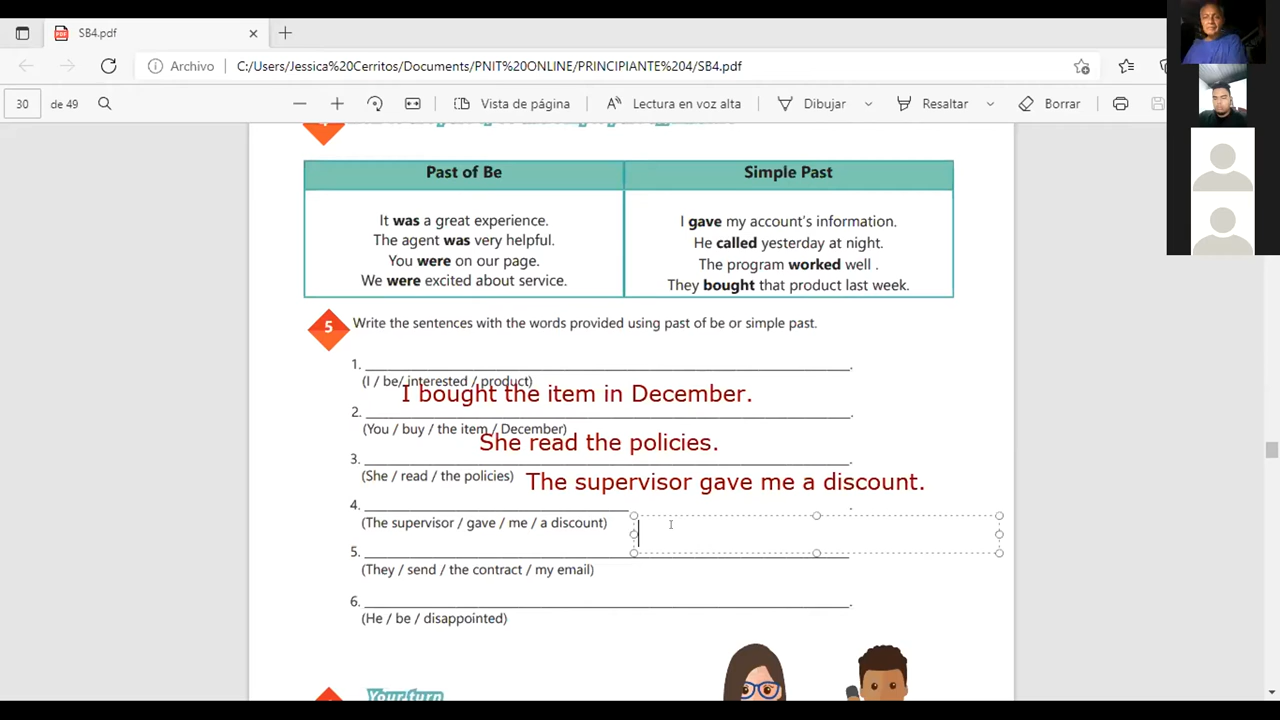 SB4.pdf
Archivo
C:/Users/Jessica%20Cerritos/Documents/PNIT%20ONLINE/PRINCIPIANTE%204/SB4.pdf
30
de 49
Vista de página
Lectura en voz alta
Dibujar
Resaltar
Borrar
Past of Be
Simple Past
It was a great experience.
The agent was very helpful.
You were on our page.
We were excited about service.
I gave my account's information.
He called yesterday at night.
The program worked well .
They bought that product last week.
5
Write the sentences with the words provided using past of be or simple past.
1. ______.
(I / be/ interested / product)
I bought the item in December.
2. ______.
(You / buy / the item / December)
She read the policies.
3. ______.
(She / read / the policies)
The supervisor gave me a discount.
4. ______.
(The supervisor / gave / me / a discount)
5. ______
(They / send / the contract / my email)
6. ______.
(He / be / disappointed)
Your turn